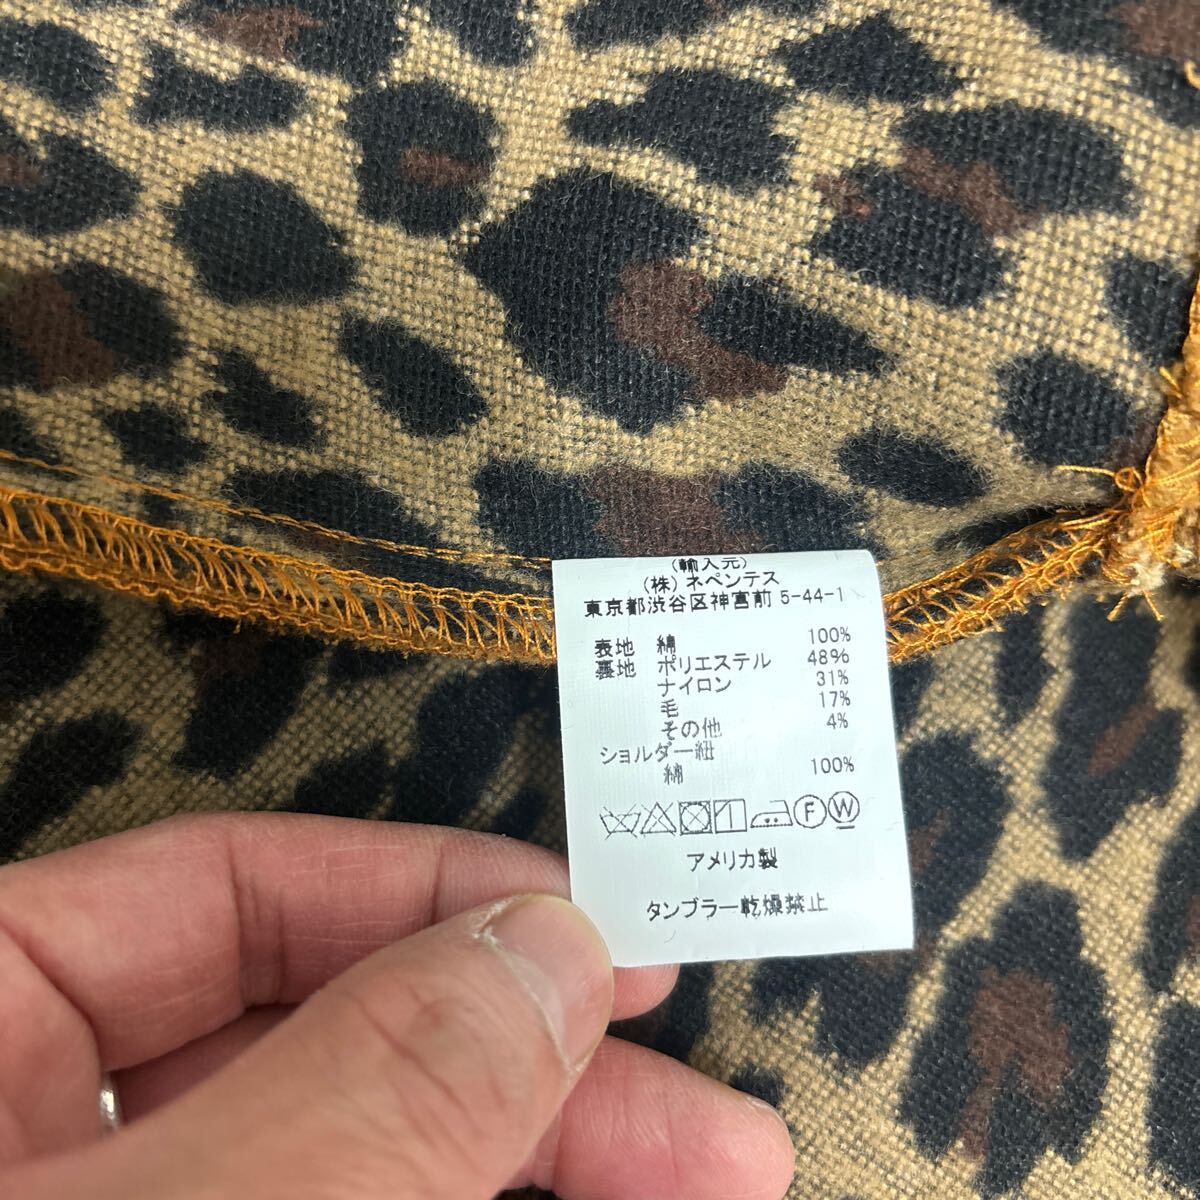 (輸入元)
(株) ネペンテス
東京都渋谷区神宮前 5-44-1
表地 綿 100%
裏地 ポリエステル 48%
ナイロン 31%
毛 17%
その他 4%
ショルダー紐
綿 100%
F W
アメリカ製
タンブラー乾燥禁止